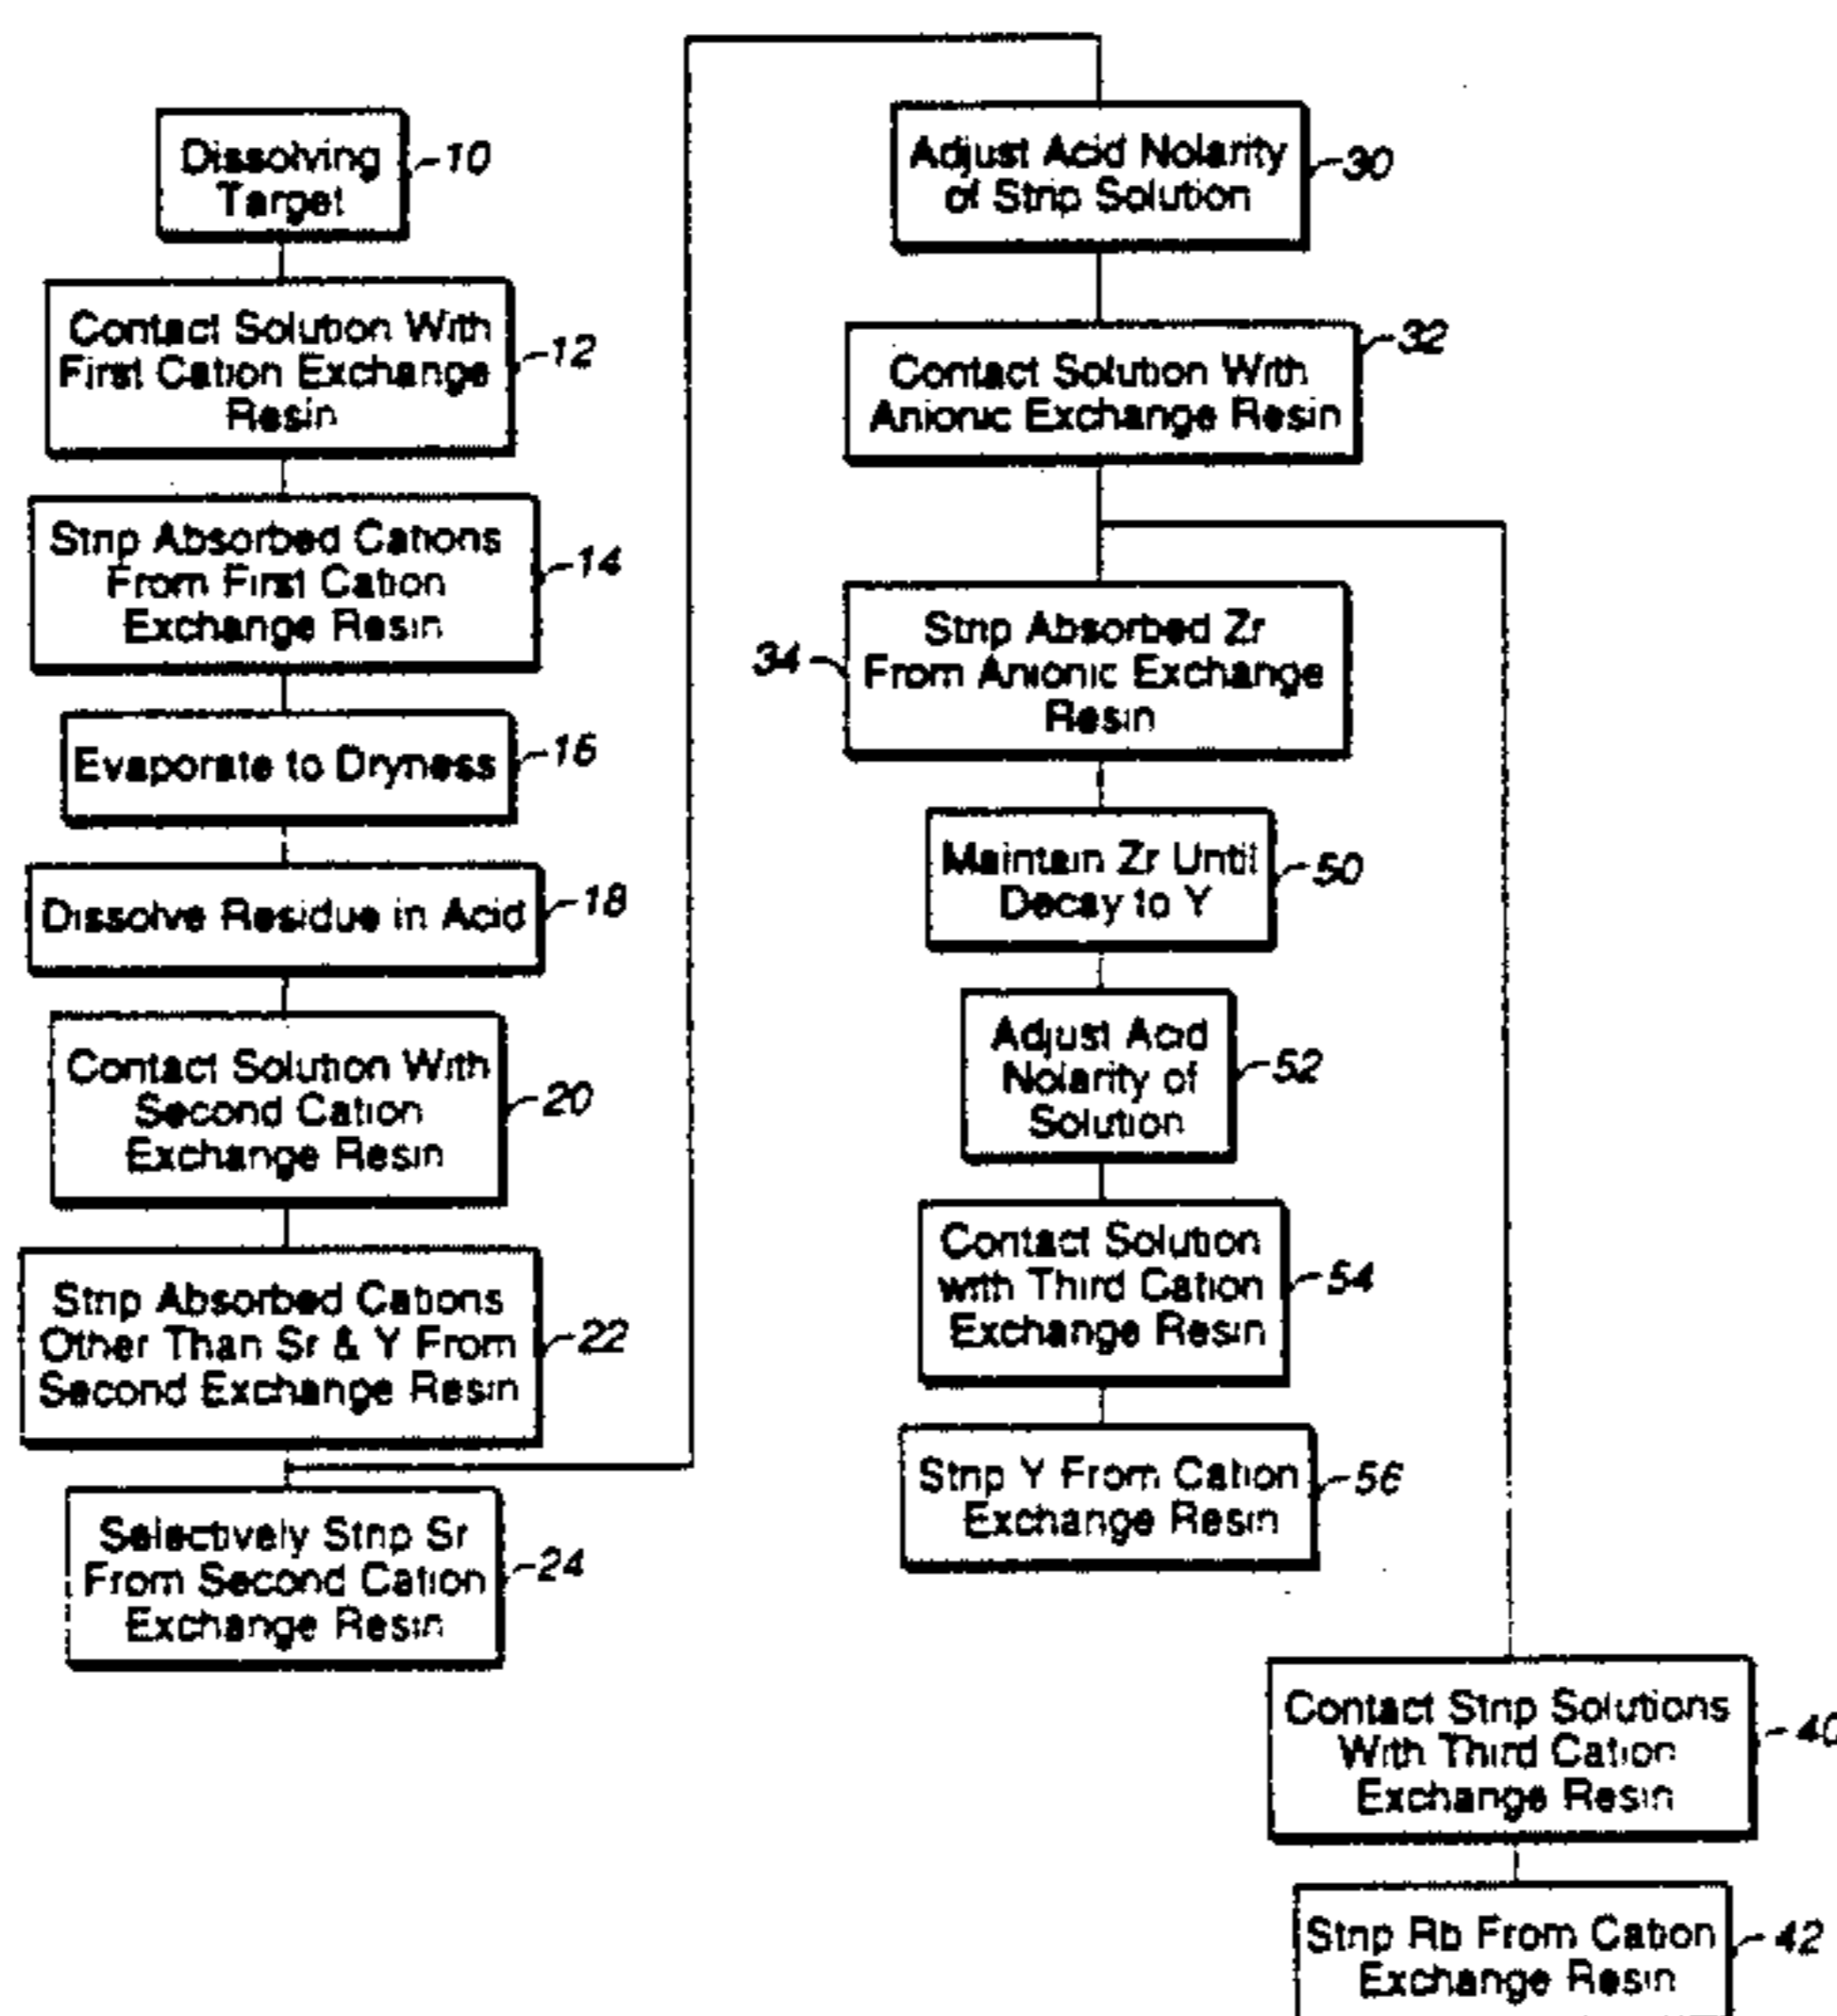 Dissolving
Target
10
Contact Solution With
First Cation Exchange
Resin
12
Strip Absorbed Cations
From First Cation
Exchange Resin
14
Evaporate to Dryness
16
Dissolve Residue in Acid
18
Contact Solution With
Second Cation
Exchange Resin
20
Strip Absorbed Cations
Other Than Sr & Y From
Second Exchange Resin
22
Selectively Strip Sr
From Second Cation
Exchange Resin
24
Adjust Acid Nolarity
of Strip Solution
30
Contact Solution With
Anionic Exchange Resin
32
Strip Absorbed Zr
From Anionic Exchange
Resin
34
Maintain Zr Until
Decay to Y
50
Adjust Acid
Nolarity of
Solution
52
Contact Solution
with Third Cation
Exchange Resin
54
Strip Y From Cation
Exchange Resin
56
Contact Strip Solutions
With Third Cation
Exchange Resin
40
Strip Rb From Cation
Exchange Resin
42